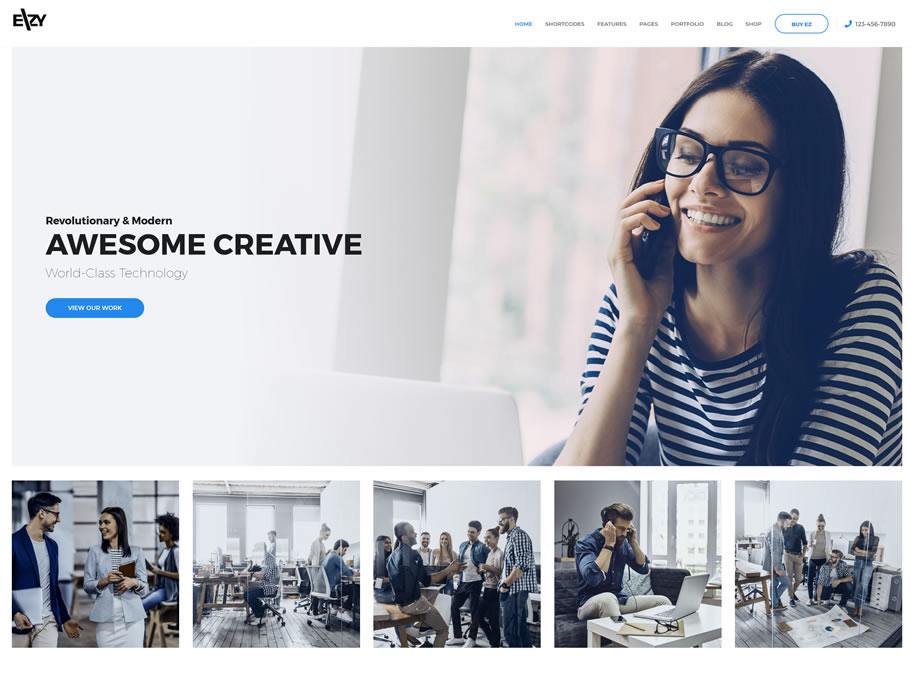 E\ZY
HOME SHORTCODES FEATURES PAGES PORTFOLIO BLOG SHOP BUY EZ 123-456-7890
Revolutionary & Modern
AWESOME CREATIVE
World-Class Technology
VIEW OUR WORK